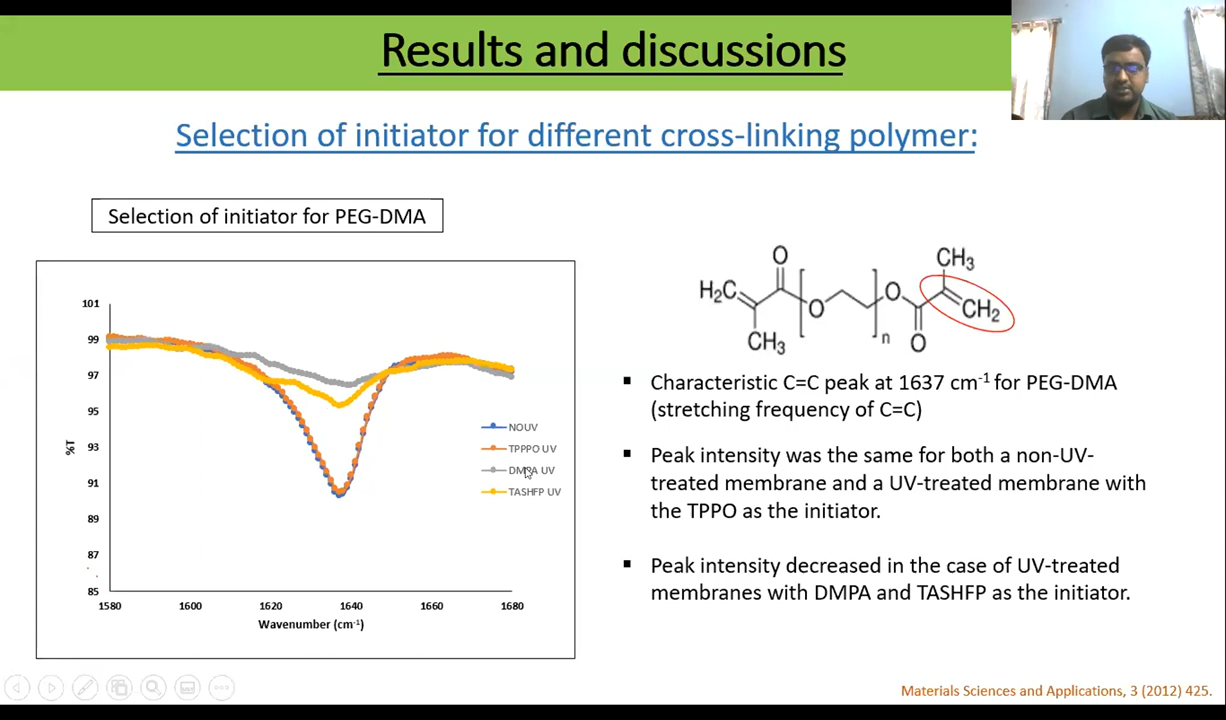 Results and discussions
Selection of initiator for different cross-linking polymer:
Selection of initiator for PEG-DMA
101
99
97
95
93
91
89
87
85
%T
1580
1600
1620
1640
1660
1680
Wavenumber (cm⁻¹)
NOUV
TPPPO UV
DMPA UV
TASHFP UV
O
CH₃
H₂C
O
O
CH₂
CH₃
n
O
▪ Characteristic C=C peak at 1637 cm⁻¹ for PEG-DMA
(stretching frequency of C=C)
▪ Peak intensity was the same for both a non-UV-
treated membrane and a UV-treated membrane with
the TPPO as the initiator.
▪ Peak intensity decreased in the case of UV-treated
membranes with DMPA and TASHFP as the initiator.
Materials Sciences and Applications, 3 (2012) 425.